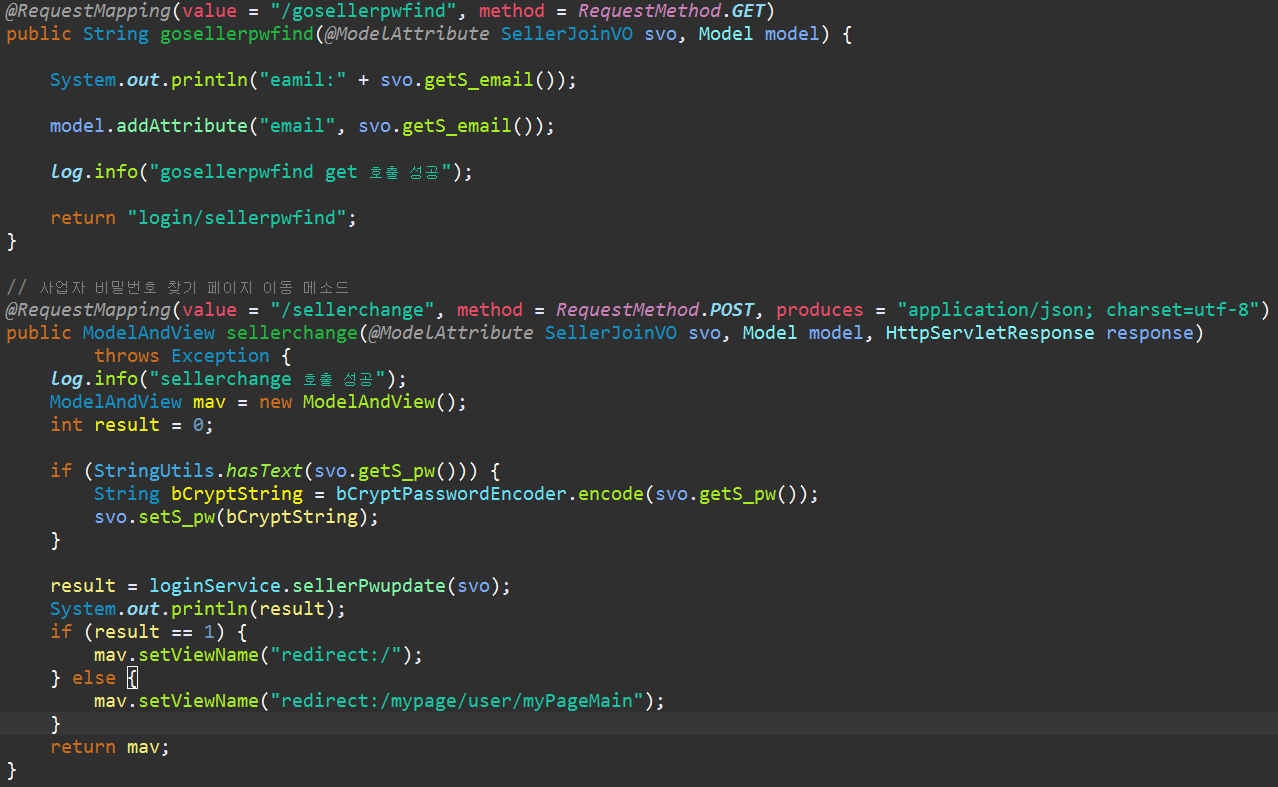 @RequestMapping(value = "/gosellerpwfind", method = RequestMethod.GET)
public String gosellerpwfind(@ModelAttribute SellerJoinVO svo, Model model) {
System.out.println("eamil:" + svo.getS_email());
model.addAttribute("email", svo.getS_email());
log.info("gosellerpwfind get 호출 성공");
return "login/sellerpwfind";
}
// 사업자 비밀번호 찾기 페이지 이동 메소드
@RequestMapping(value = "/sellerchange", method = RequestMethod.POST, produces = "application/json; charset=utf-8")
public ModelAndView sellerchange(@ModelAttribute SellerJoinVO svo, Model model, HttpServletResponse response)
throws Exception {
log.info("sellerchange 호출 성공");
ModelAndView mav = new ModelAndView();
int result = 0;
if (StringUtils.hasText(svo.getS_pw())) {
String bCryptString = bCryptPasswordEncoder.encode(svo.getS_pw());
svo.setS_pw(bCryptString);
}
result = loginService.sellerPwupdate(svo);
System.out.println(result);
if (result == 1) {
mav.setViewName("redirect:/");
} else {
mav.setViewName("redirect:/mypage/user/myPageMain");
}
return mav;
}